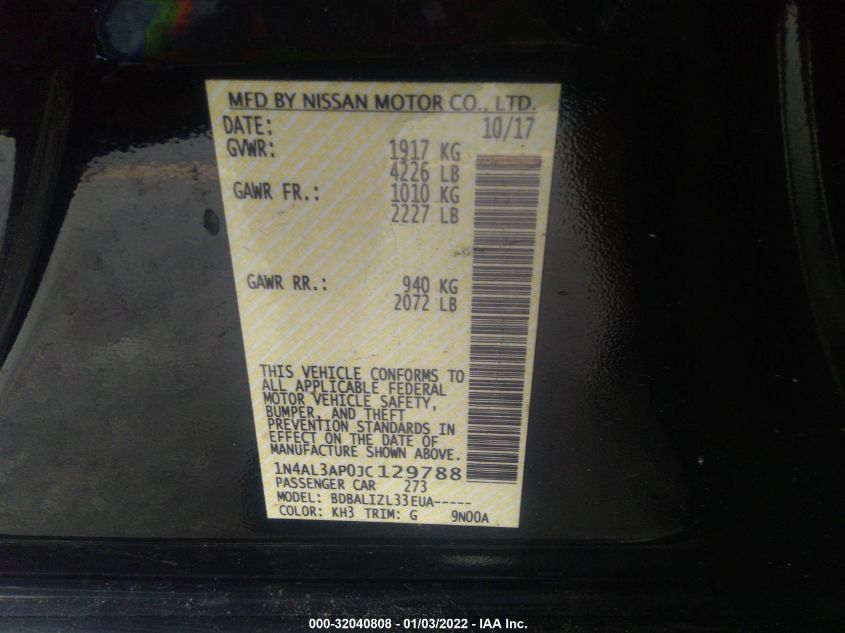 MFD BY NISSAN MOTOR CO., LTD.
DATE: 10/17
GVWR: 1917 KG
4226 LB
GAWR FR.: 1010 KG
2227 LB
GAWR RR.: 940 KG
2072 LB
THIS VEHICLE CONFORMS TO
ALL APPLICABLE FEDERAL
MOTOR VEHICLE SAFETY,
BUMPER, AND THEFT
PREVENTION STANDARDS IN
EFFECT ON THE DATE OF
MANUFACTURE SHOWN ABOVE.
1N4AL3AP0JC129788
PASSENGER CAR 273
MODEL: BDBALIZL33EUA-----
COLOR: KH3 TRIM: G 9N00A
000-32040808 - 01/03/2022 - IAA Inc.